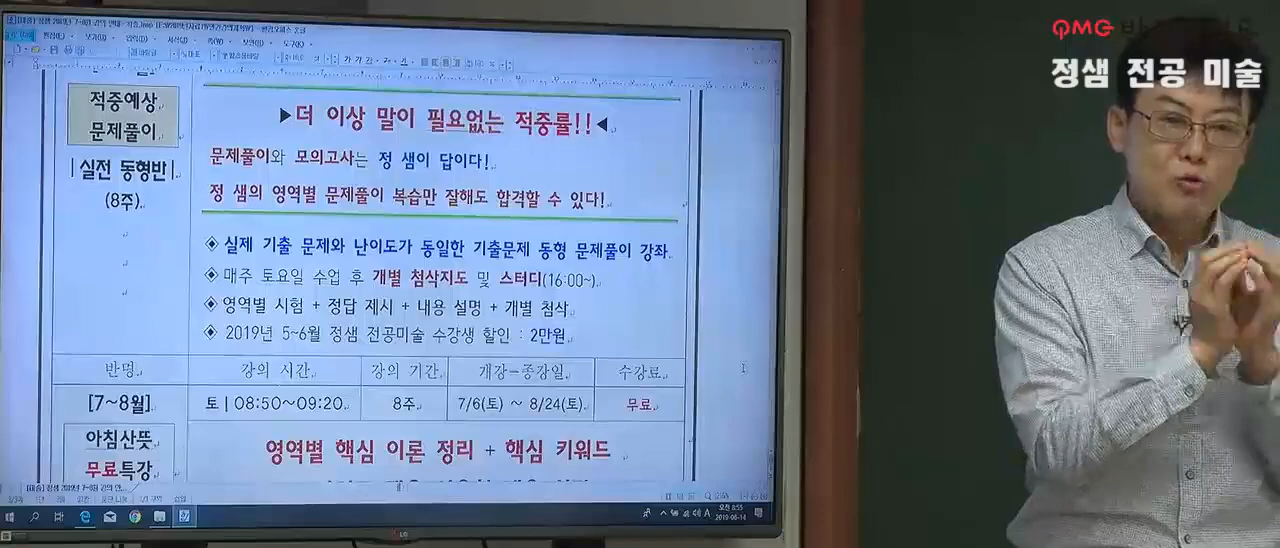 QMG
정샘 전공 미술
적중예상
문제풀이
실전 동형반
(8주)
▶더 이상 말이 필요없는 적중률!!◀
문제풀이와 모의고사는 정 샘이 답이다!
정 샘의 영역별 문제풀이 복습만 잘해도 합격할 수 있다!
◈ 실제 기출 문제와 난이도가 동일한 기출문제 동형 문제풀이 강좌
◈ 매주 토요일 수업 후 개별 첨삭지도 및 스터디(16:00~)
◈ 영역별 시험 + 정답 제시 + 내용 설명 + 개별 첨삭
◈ 2019년 5~6월 정샘 전공미술 수강생 할인 : 2만원
반명 강의 시간 강의 기간 개강-종강일 수강료
[7~8월] 토 | 08:50~09:20 8주 7/6(토) ~ 8/24(토) 무료
아침산뜻
무료특강
영역별 핵심 이론 정리 + 핵심 키워드
오전 8:55
2019-06-14
LG